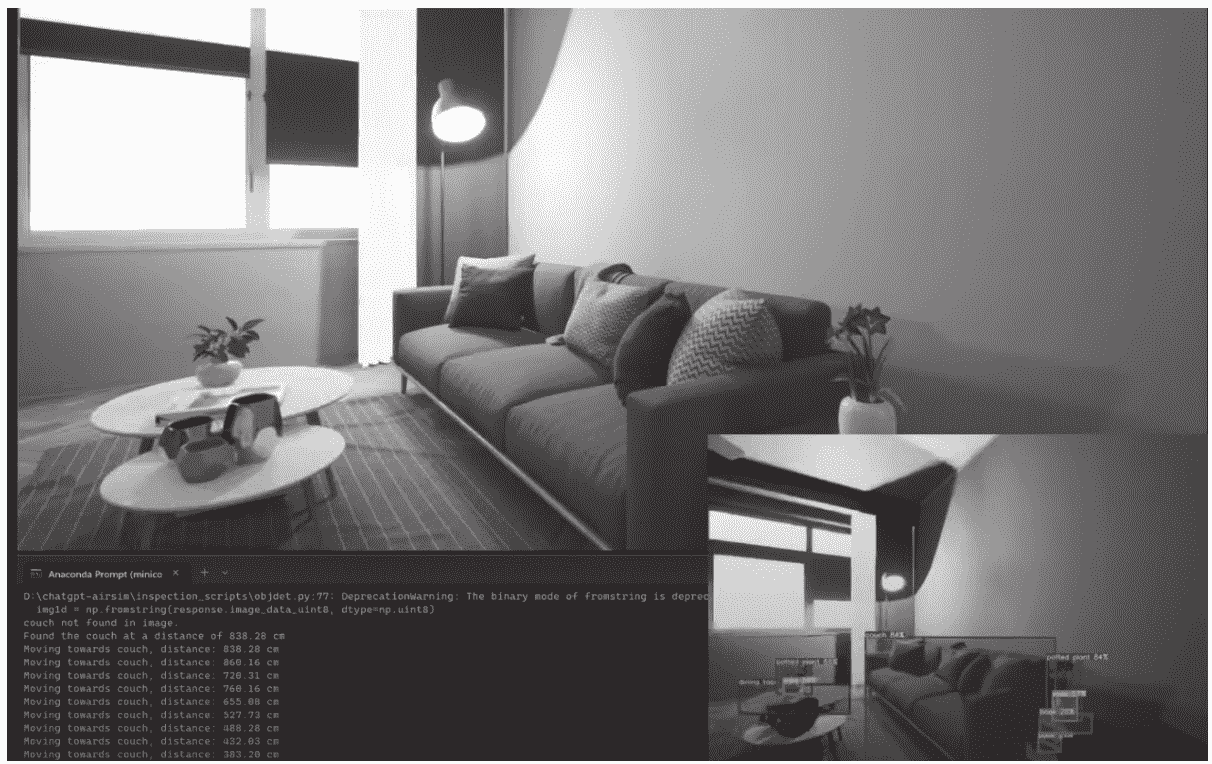 Anaconda Prompt (minico
D:\chatgpt-airsim\inspection_scripts\objdet.py:77: DeprecationWarning: The binary mode of fromstring is deprec
img1d = np.fromstring(response.image_data_uint8, dtype=np.uint8)
couch not found in image.
Found the couch at a distance of 838.28 cm
Moving towards couch, distance: 838.28 cm
Moving towards couch, distance: 860.16 cm
Moving towards couch, distance: 720.31 cm
Moving towards couch, distance: 760.16 cm
Moving towards couch, distance: 655.08 cm
Moving towards couch, distance: 527.73 cm
Moving towards couch, distance: 488.28 cm
Moving towards couch, distance: 432.03 cm
Moving towards couch, distance: 383.20 cm
couch 84%
potted plant
potted plant 84%
dining